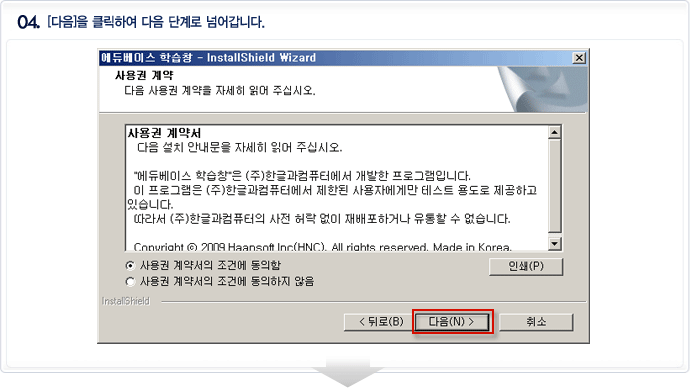 04. [다음]을 클릭하여 다음 단계로 넘어갑니다.
에듀베이스 학습창 - InstallShield Wizard
사용권 계약
다음 사용권 계약을 자세히 읽어 주십시오.
사용권 계약서
다음 설치 안내문을 자세히 읽어 주십시오.
"에듀베이스 학습창"은 (주)한글과컴퓨터에서 개발한 프로그램입니다.
이 프로그램은 (주)한글과컴퓨터에서 제한된 사용자에게만 테스트 용도로 제공하고
있습니다.
따라서 (주)한글과컴퓨터의 사전 허락 없이 재배포하거나 유통할 수 없습니다.
Copyright © 2009 Haansoft Inc(HNC). All rights reserved. Made in Korea.
사용권 계약서의 조건에 동의함
인쇄(P)
사용권 계약서의 조건에 동의하지 않음
InstallShield
< 뒤로(B)
다음(N) >
취소